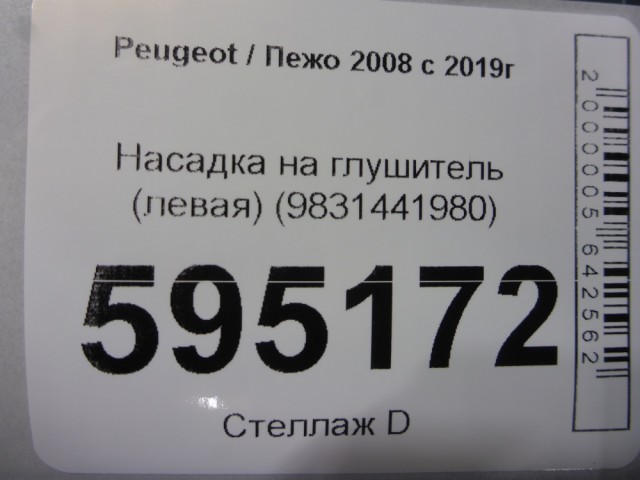 Peugeot / Пежо 2008 с 2019г
Насадка на глушитель
(левая) (9831441980)
595172
Стеллаж D
2000005642562